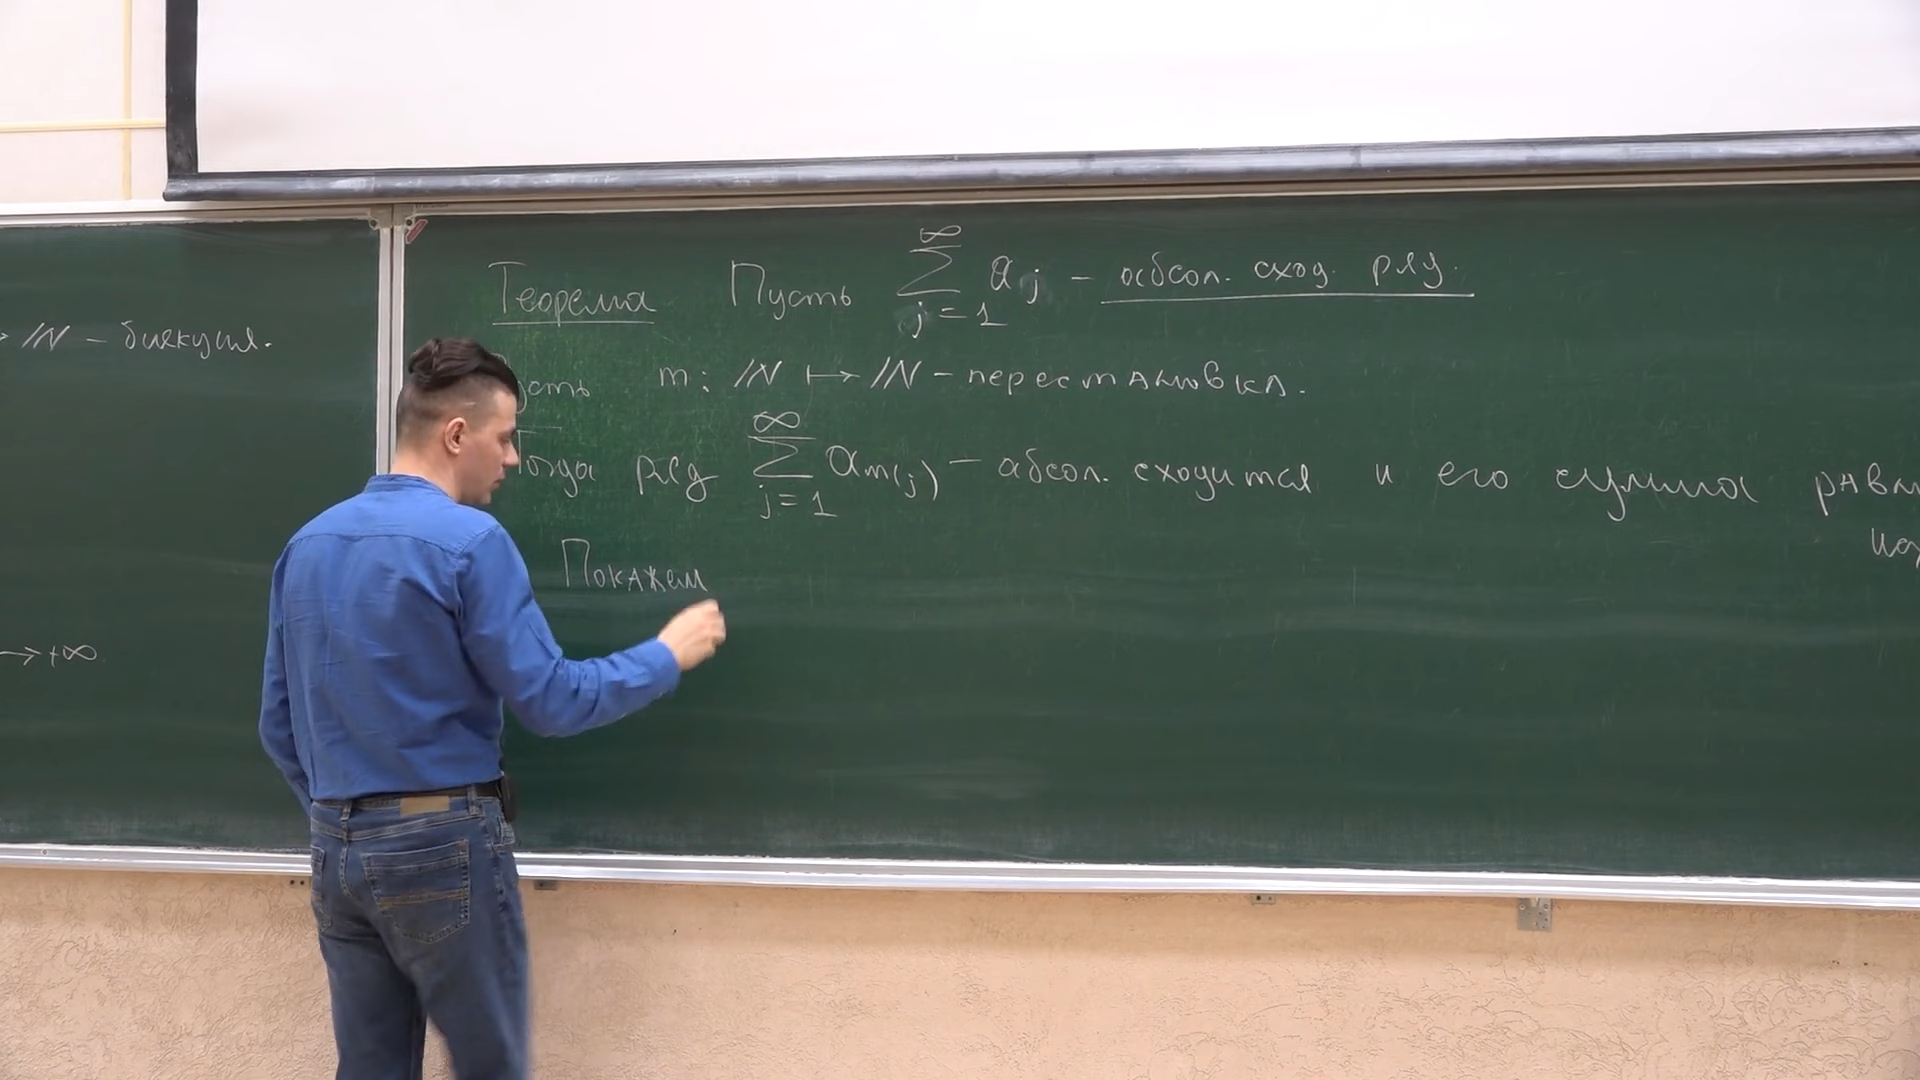 → ℕ – биекция.
→ +∞
Теорема Пусть ∑_{j=1}^{∞} a_j – абсол. сход. ряд.
m: ℕ ↦ ℕ – перестановка.
Тогда ряд ∑_{j=1}^{∞} a_{m(j)} – абсол. сходится и его сумма равн
Покажем